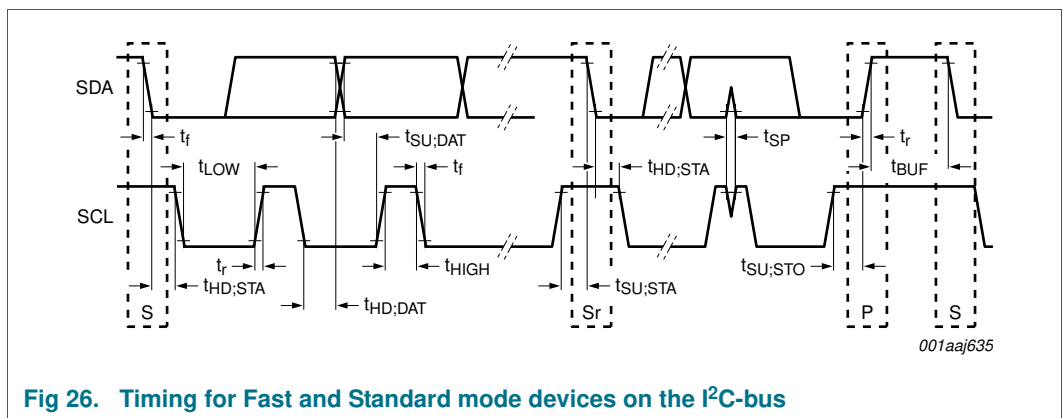 SDA
t_f
t_SU;DAT
t_SP
t_r
t_LOW
t_f
t_HD;STA
t_BUF
SCL
t_r
t_HIGH
t_SU;STO
t_HD;STA
t_HD;DAT
t_SU;STA
S
Sr
P
S
001aaj635
Fig 26. Timing for Fast and Standard mode devices on the I²C-bus